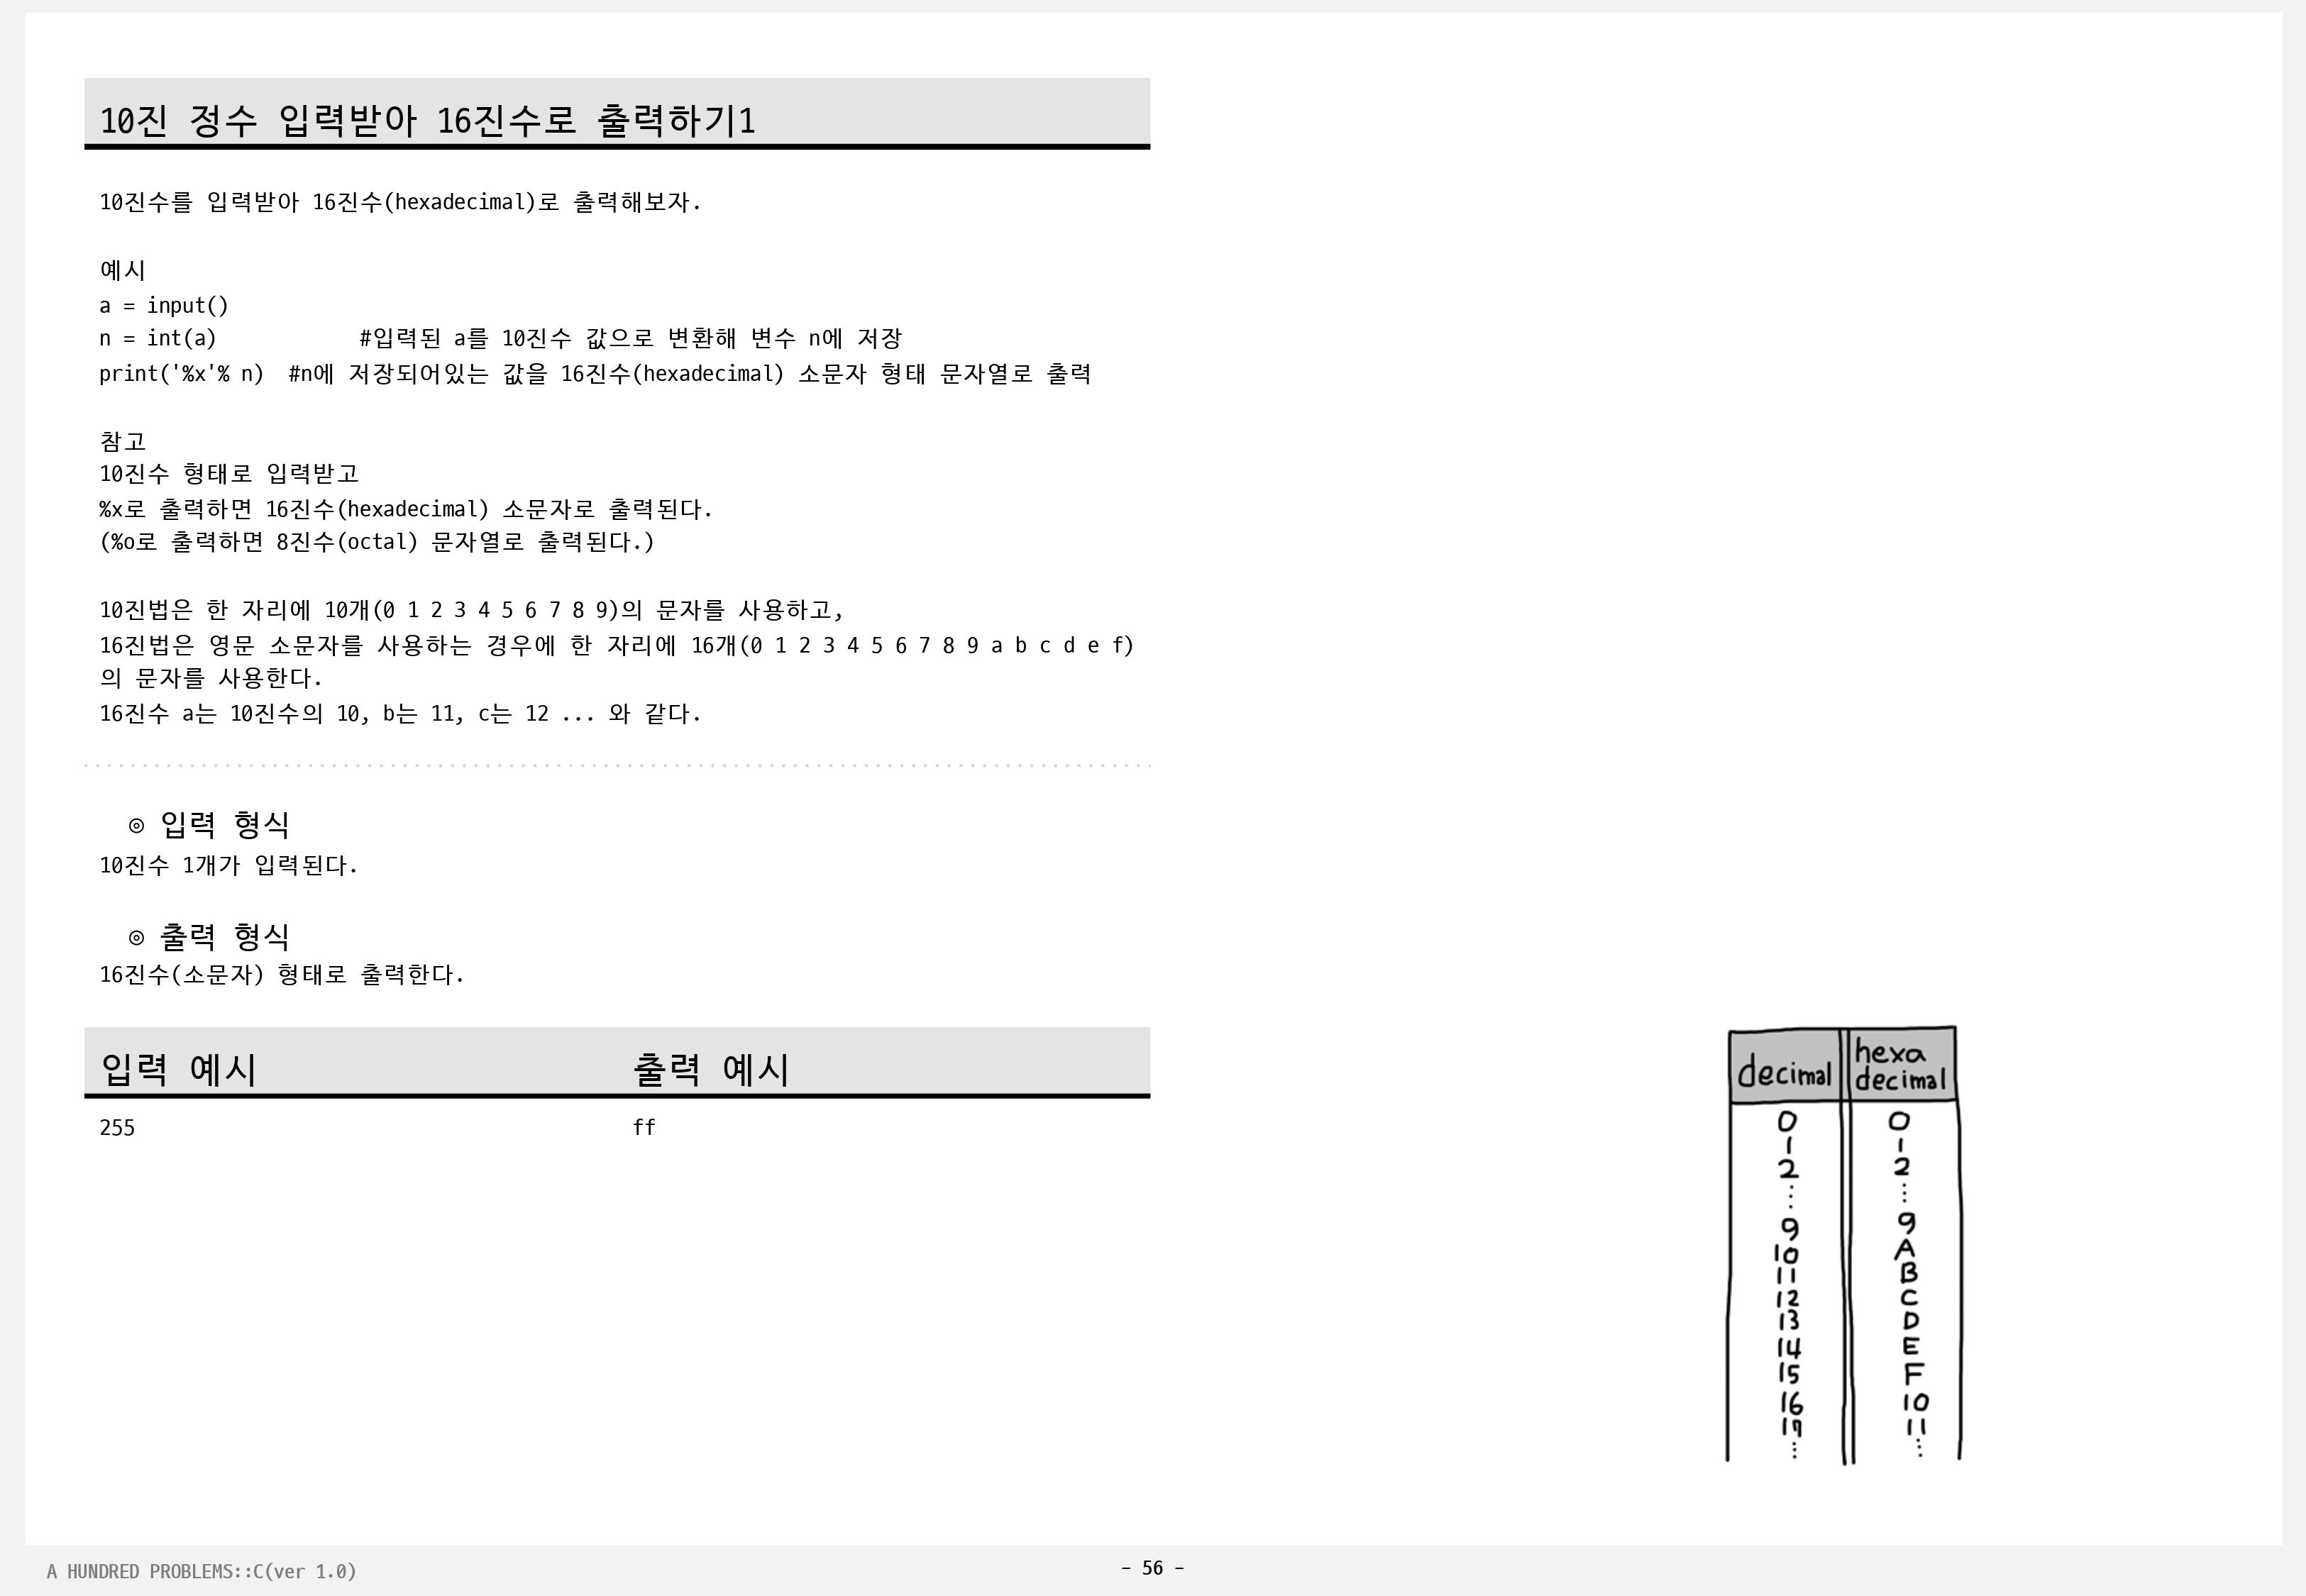 10진 정수 입력받아 16진수로 출력하기1
10진수를 입력받아 16진수(hexadecimal)로 출력해보자.
예시
a = input()
n = int(a)            #입력된 a를 10진수 값으로 변환해 변수 n에 저장
print('%x'% n)  #n에 저장되어있는 값을 16진수(hexadecimal) 소문자 형태 문자열로 출력
참고
10진수 형태로 입력받고
%x로 출력하면 16진수(hexadecimal) 소문자로 출력된다.
(%o로 출력하면 8진수(octal) 문자열로 출력된다.)
10진법은 한 자리에 10개(0 1 2 3 4 5 6 7 8 9)의 문자를 사용하고,
16진법은 영문 소문자를 사용하는 경우에 한 자리에 16개(0 1 2 3 4 5 6 7 8 9 a b c d e f)
의 문자를 사용한다.
16진수 a는 10진수의 10, b는 11, c는 12 ... 와 같다.
◎ 입력 형식
10진수 1개가 입력된다.
◎ 출력 형식
16진수(소문자) 형태로 출력한다.
입력 예시 출력 예시
255 ff
decimal hexa decimal
0 0
1 1
2 2
⋮ ⋮
9 9
10 A
11 B
12 C
13 D
14 E
15 F
16 10
17 11
⋮ ⋮
A HUNDRED PROBLEMS::C(ver 1.0)
- 56 -